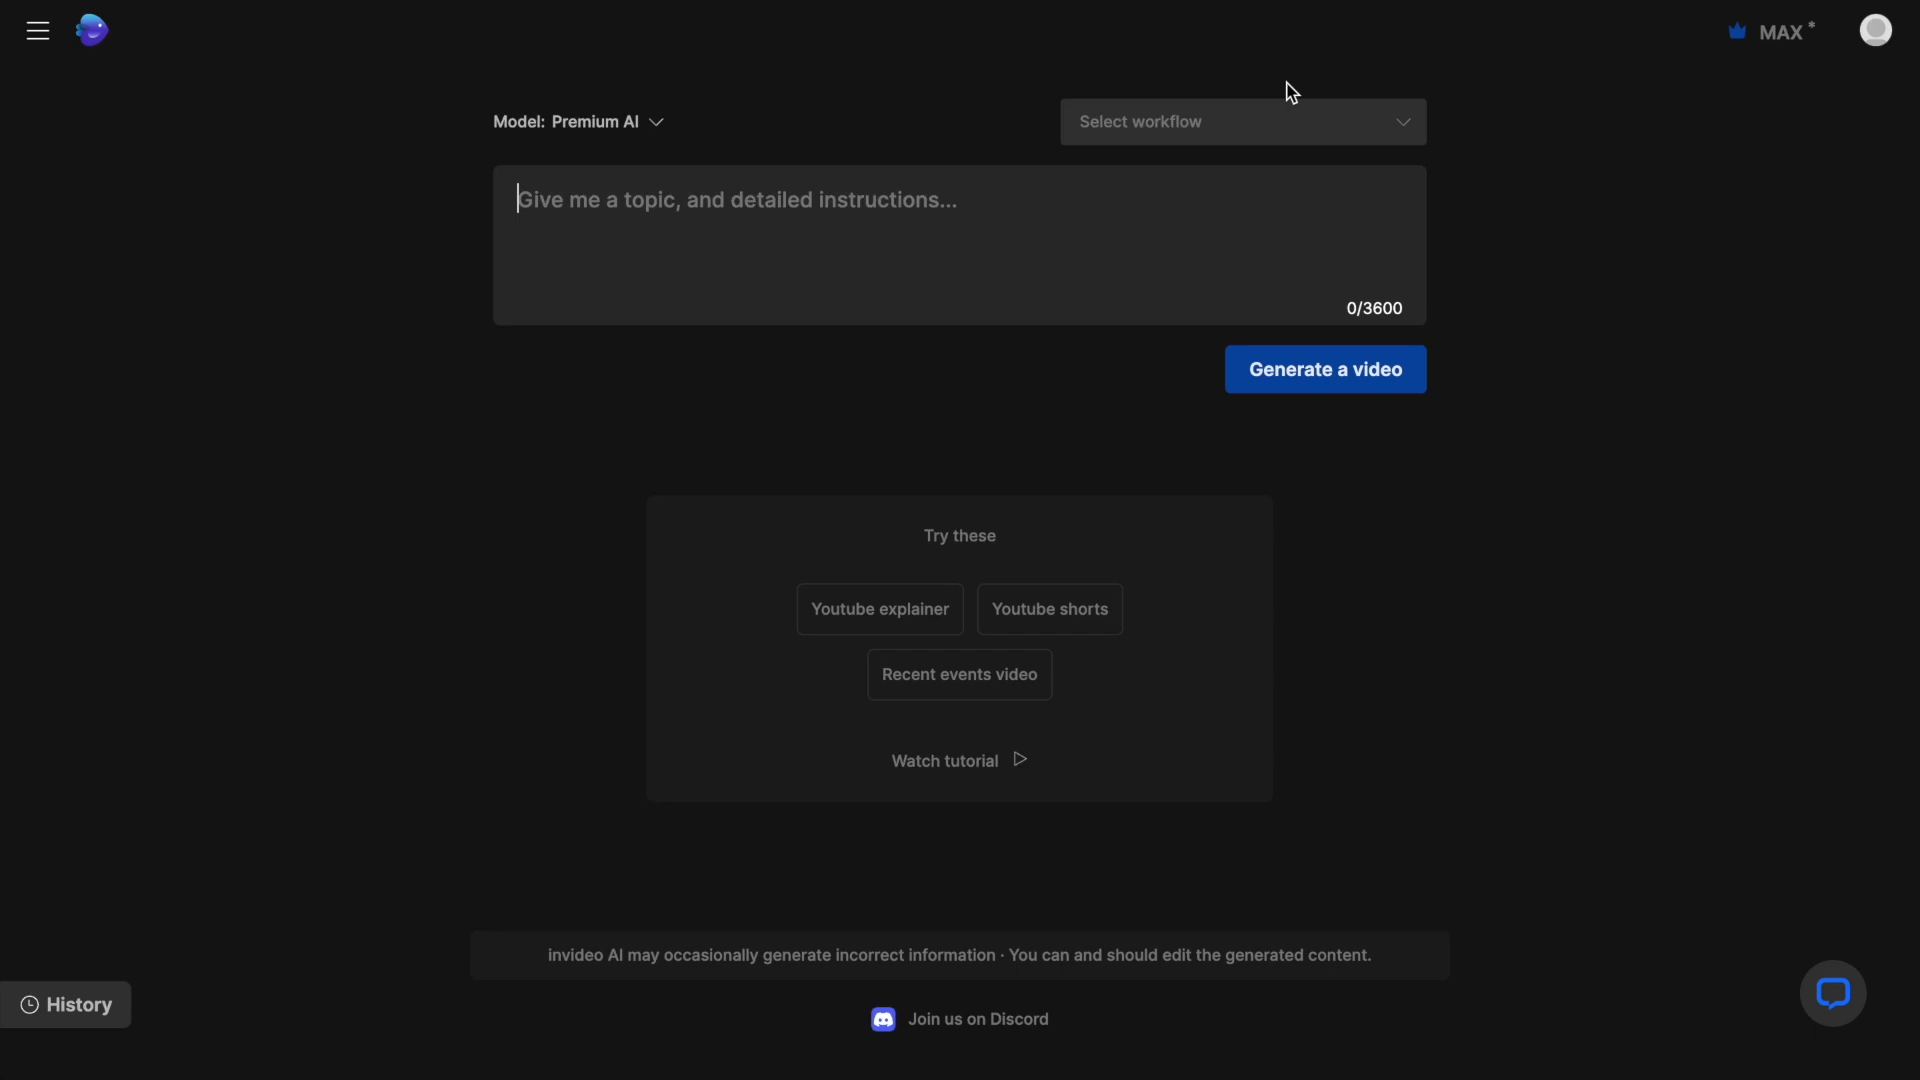 MAX *
Model: Premium AI
Select workflow
Give me a topic, and detailed instructions...
0/3600
Generate a video
Try these
Youtube explainer
Youtube shorts
Recent events video
Watch tutorial
invideo AI may occasionally generate incorrect information · You can and should edit the generated content.
History
Join us on Discord